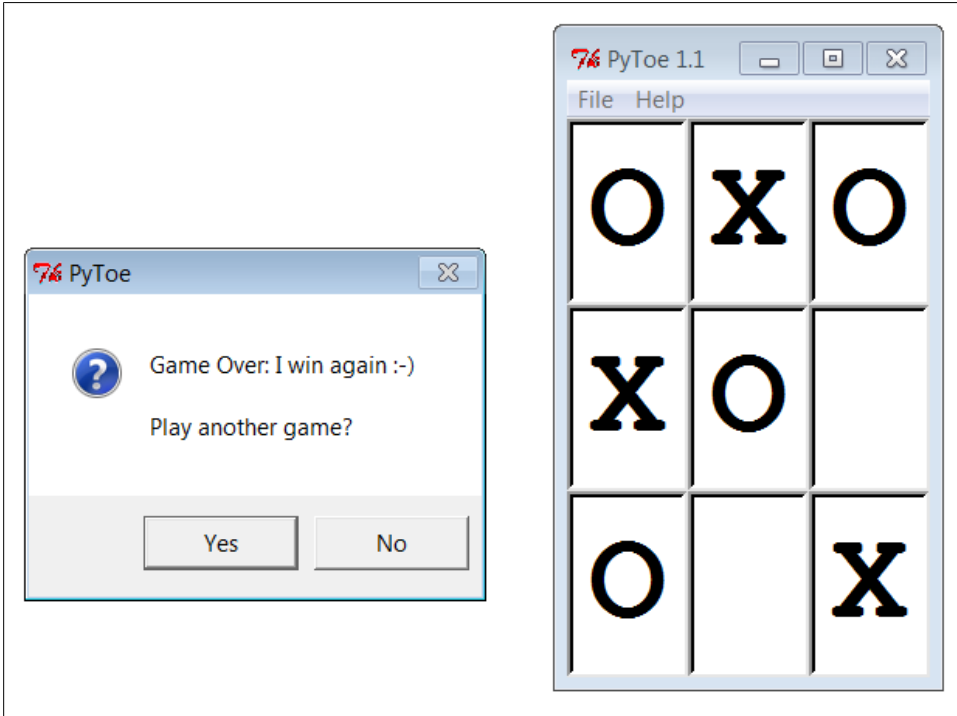 PyToe 1.1
File Help
O X O
X O
O X
PyToe
Game Over: I win again :-)
Play another game?
Yes No